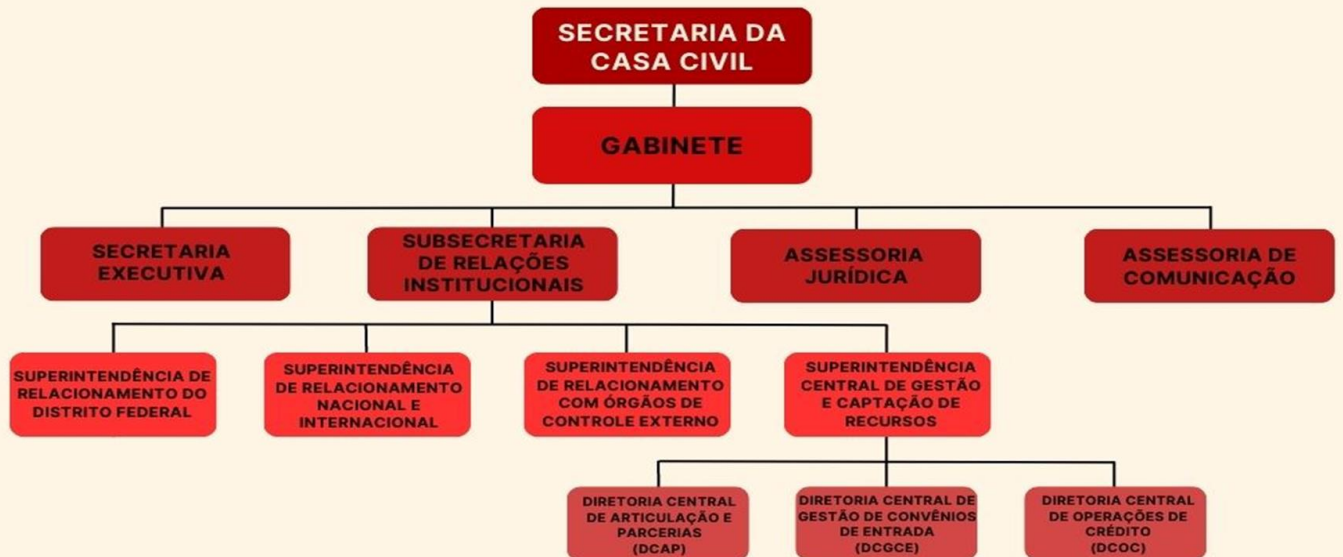 SECRETARIA DA
CASA CIVIL
GABINETE
SECRETARIA
EXECUTIVA
SUBSECRETARIA
DE RELAÇÕES
INSTITUCIONAIS
ASSESSORIA
JURÍDICA
ASSESSORIA DE
COMUNICAÇÃO
SUPERINTENDÊNCIA DE
RELACIONAMENTO DO
DISTRITO FEDERAL
SUPERINTENDÊNCIA
DE RELACIONAMENTO
NACIONAL E
INTERNACIONAL
SUPERINTENDÊNCIA
DE RELACIONAMENTO
COM ÓRGÃOS DE
CONTROLE EXTERNO
SUPERINTENDÊNCIA
CENTRAL DE GESTÃO
E CAPTAÇÃO DE
RECURSOS
DIRETORIA CENTRAL
DE ARTICULAÇÃO E
PARCERIAS
(DCAP)
DIRETORIA CENTRAL DE
GESTÃO DE CONVÊNIOS
DE ENTRADA
(DCGCE)
DIRETORIA CENTRAL
DE OPERAÇÕES DE
CRÉDITO
(DCOC)